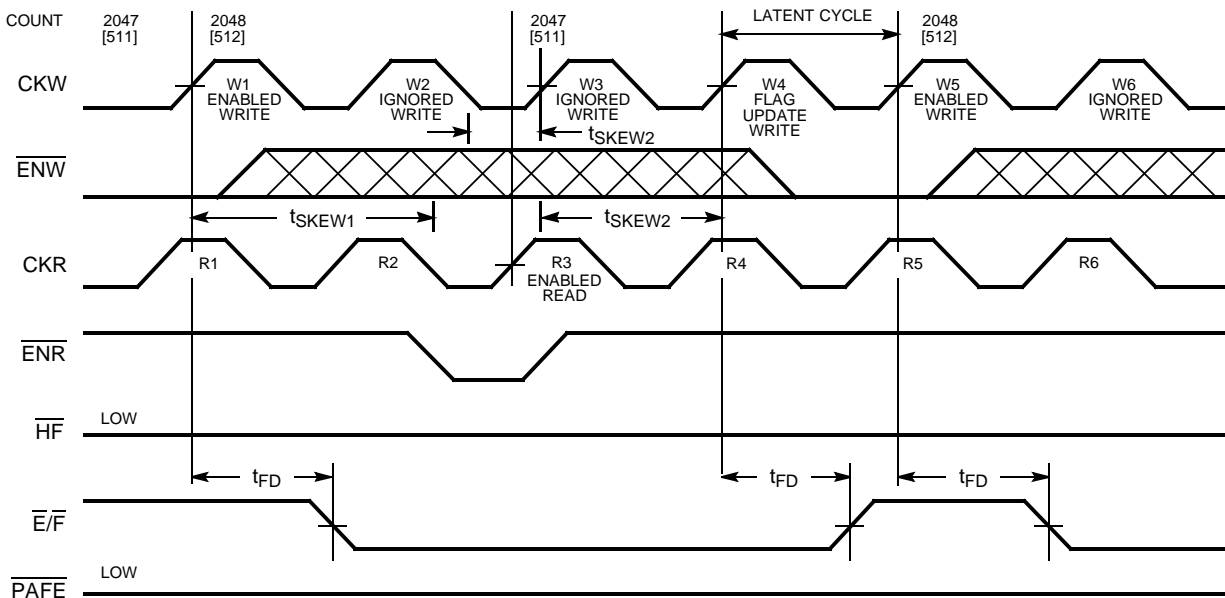 COUNT 2047 2048 2047 LATENT CYCLE 2048
[511] [512] [511] [512]
CKW W1 W2 W3 W4 W5 W6
ENABLED IGNORED IGNORED FLAG ENABLED IGNORED
WRITE WRITE WRITE UPDATE WRITE WRITE
WRITE
tSKEW2
ENW
tSKEW1 tSKEW2
CKR R1 R2 R3 R4 R5 R6
ENABLED
READ
ENR
LOW
HF
tFD tFD tFD
E/F
LOW
PAFE